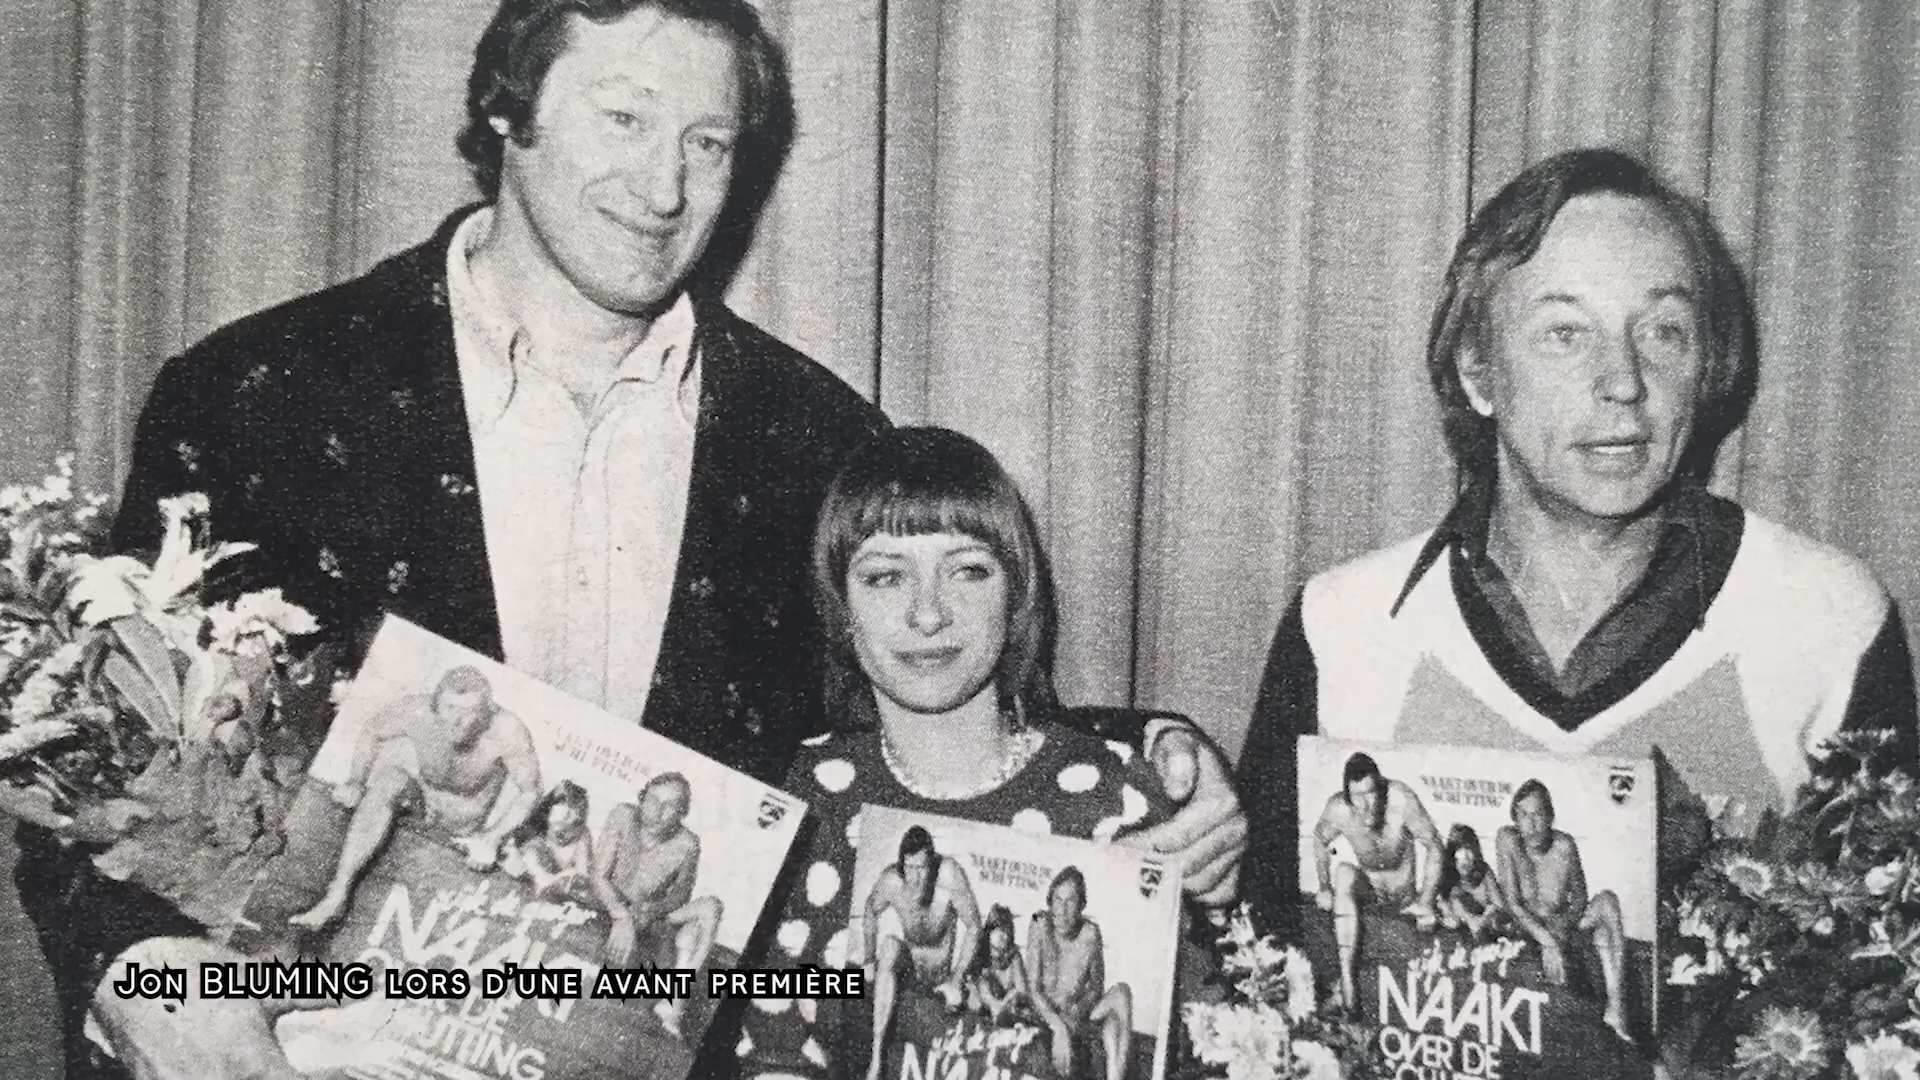 NAAKT
DE
UTTING
NAAKT OVER DE
SCHUTTING
NAAKT
NAAKT OVER DE
SCHUTTING
NAAKT
OVER DE
Jon BLUMING lors d'une avant première